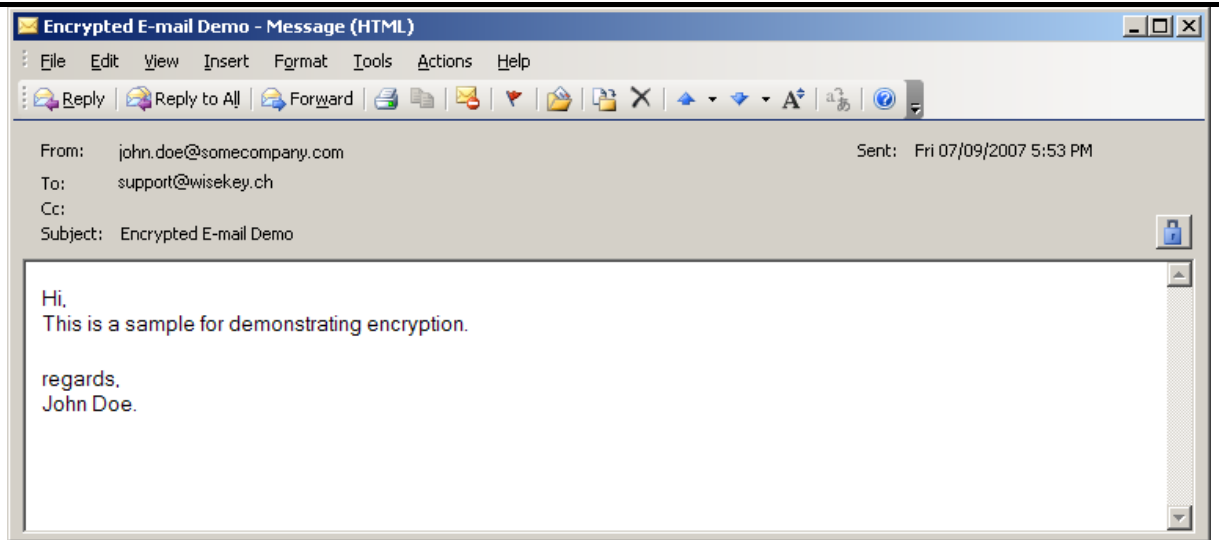 Encrypted E-mail Demo - Message (HTML)
File Edit View Insert Format Tools Actions Help
Reply Reply to All Forward
From: john.doe@somecompany.com Sent: Fri 07/09/2007 5:53 PM
To: support@wisekey.ch
Cc:
Subject: Encrypted E-mail Demo
Hi,
This is a sample for demonstrating encryption.
regards,
John Doe.